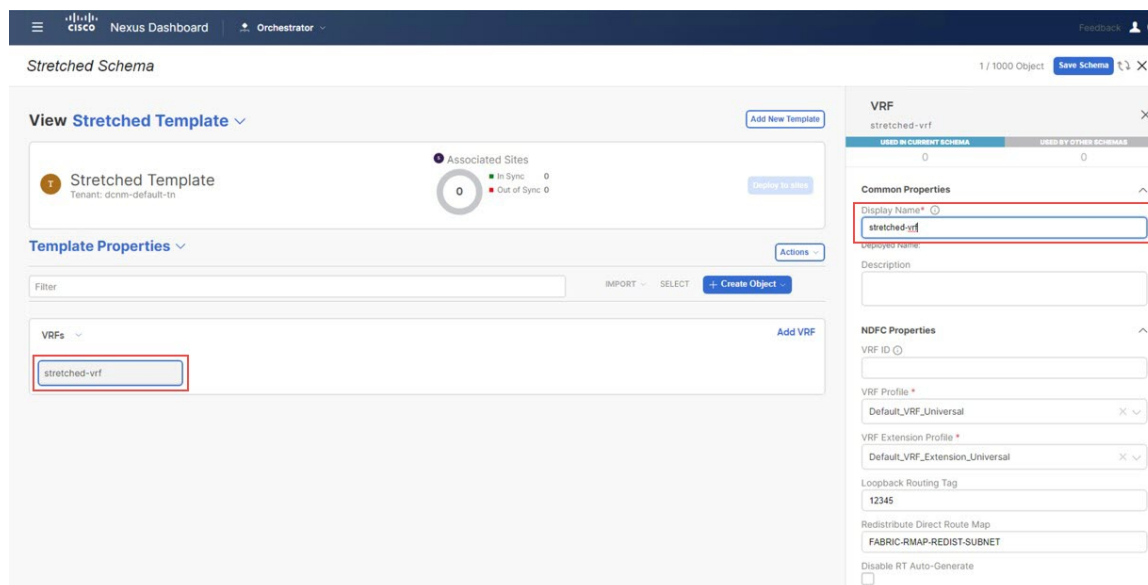 CISCO Nexus Dashboard Orchestrator Feedback
Stretched Schema
1 / 1000 Object Save Schema
View Stretched Template
Add New Template
T
Stretched Template
Tenant: dcnm-default-tn
Associated Sites
0
In Sync 0
Out of Sync 0
Deploy to sites
Template Properties
Actions
Filter
IMPORT SELECT + Create Object
VRFs
Add VRF
stretched-vrf
VRF
stretched-vrf
USED IN CURRENT SCHEMA USED BY OTHER SCHEMAS
0 0
Common Properties
Display Name*
stretched-vrf
Deployed Name:
Description
NDFC Properties
VRF ID
VRF Profile *
Default_VRF_Universal
VRF Extension Profile *
Default_VRF_Extension_Universal
Loopback Routing Tag
12345
Redistribute Direct Route Map
FABRIC-RMAP-REDIST-SUBNET
Disable RT Auto-Generate